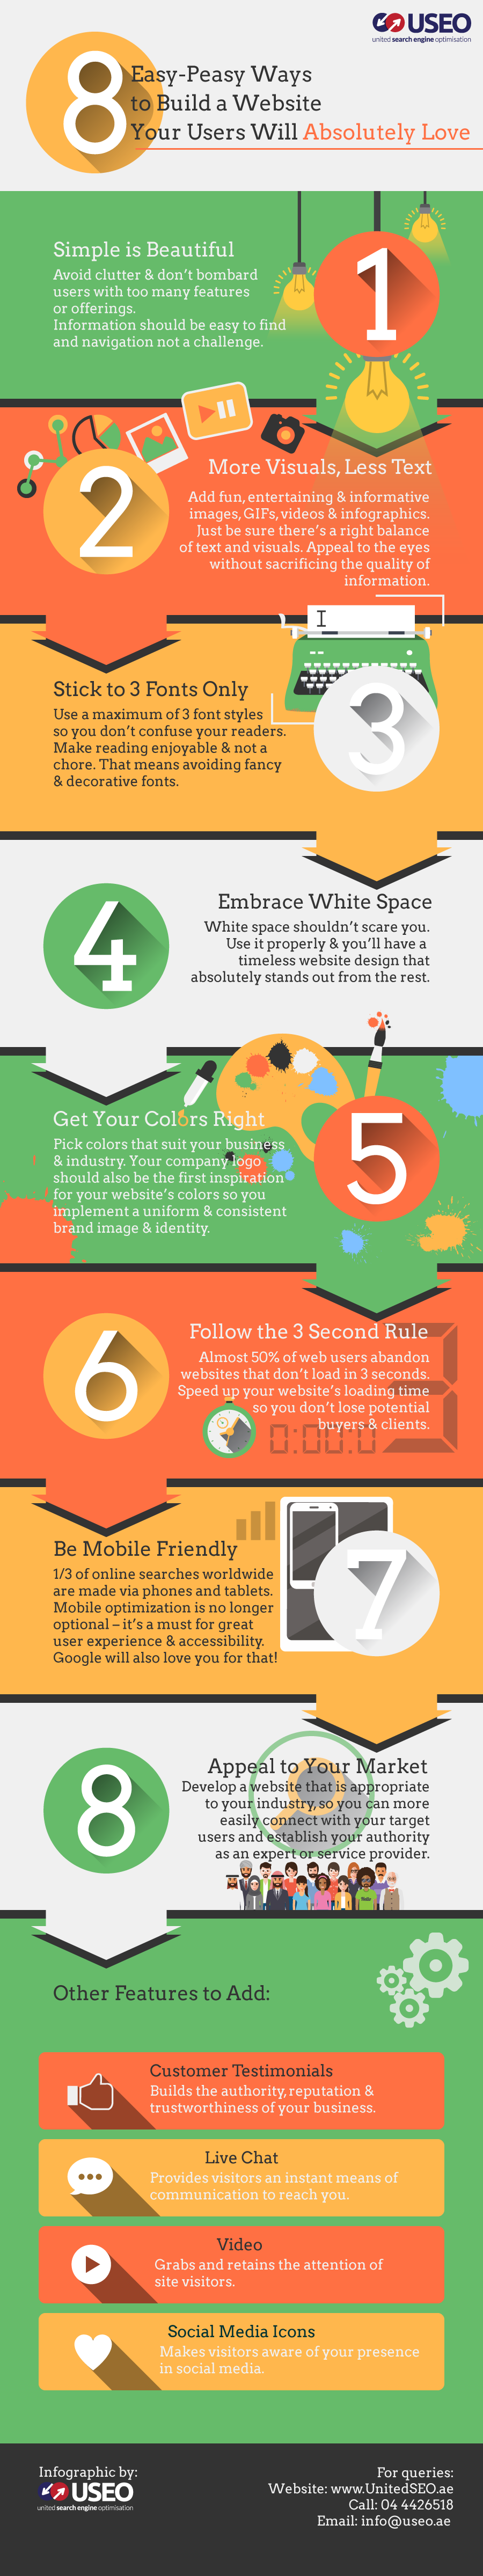 USEO
united search engine optimisation
8
Easy-Peasy Ways
to Build a Website
Your Users Will Absolutely Love
1
Simple is Beautiful
Avoid clutter & don't bombard
users with too many features
or offerings.
Information should be easy to find
and navigation not a challenge.
2
More Visuals, Less Text
Add fun, entertaining & informative
images, GIFs, videos & infographics.
Just be sure there's a right balance
of text and visuals. Appeal to the eyes
without sacrificing the quality of
information.
I
3
Stick to 3 Fonts Only
Use a maximum of 3 font styles
so you don't confuse your readers.
Make reading enjoyable & not a
chore. That means avoiding fancy
& decorative fonts.
4
Embrace White Space
White space shouldn't scare you.
Use it properly & you'll have a
timeless website design that
absolutely stands out from the rest.
5
Get Your Colors Right
Pick colors that suit your business
& industry. Your company logo
should also be the first inspiration
for your website's colors so you
implement a uniform & consistent
brand image & identity.
6
Follow the 3 Second Rule
Almost 50% of web users abandon
websites that don't load in 3 seconds.
Speed up your website's loading time
so you don't lose potential
buyers & clients.
0:00.03
7
Be Mobile Friendly
1/3 of online searches worldwide
are made via phones and tablets.
Mobile optimization is no longer
optional – it's a must for great
user experience & accessibility.
Google will also love you for that!
8
Appeal to Your Market
Develop a website that is appropriate
to your industry, so you can more
easily connect with your target
users and establish your authority
as an expert or service provider.
Other Features to Add:
Customer Testimonials
Builds the authority, reputation &
trustworthiness of your business.
Live Chat
Provides visitors an instant means of
communication to reach you.
Video
Grabs and retains the attention of
site visitors.
Social Media Icons
Makes visitors aware of your presence
in social media.
Infographic by:
USEO
united search engine optimisation
For queries:
Website: www.UnitedSEO.ae
Call: 04 4426518
Email: info@useo.ae